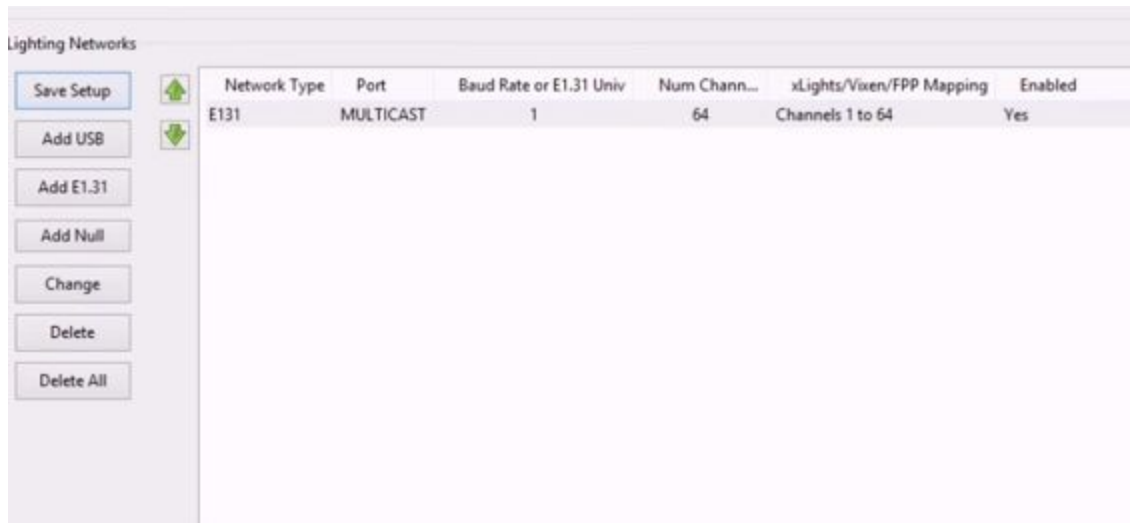 Lighting Networks
Save Setup
Add USB
Add E1.31
Add Null
Change
Delete
Delete All
Network Type Port Baud Rate or E1.31 Univ Num Chann... xLights/Vixen/FPP Mapping Enabled
E131 MULTICAST 1 64 Channels 1 to 64 Yes